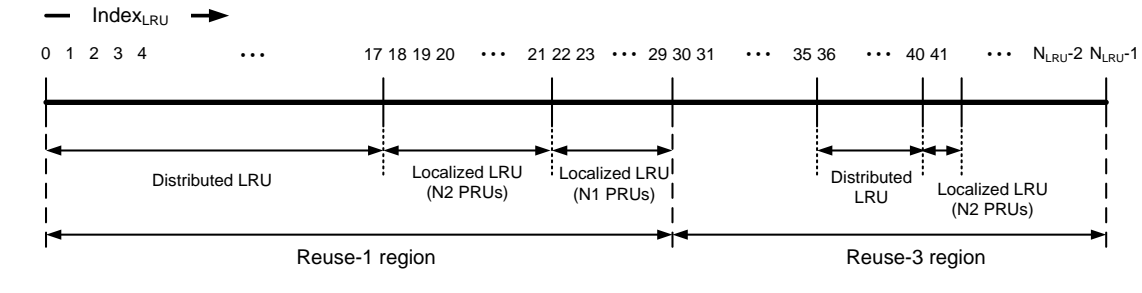 Index_LRU
0 1 2 3 4 ... 17 18 19 20 ... 21 22 23 ... 29 30 31 ... 35 36 ... 40 41 ... N_LRU-2 N_LRU-1
Distributed LRU
Localized LRU
(N2 PRUs)
Localized LRU
(N1 PRUs)
Distributed
LRU
Localized LRU
(N2 PRUs)
Reuse-1 region
Reuse-3 region